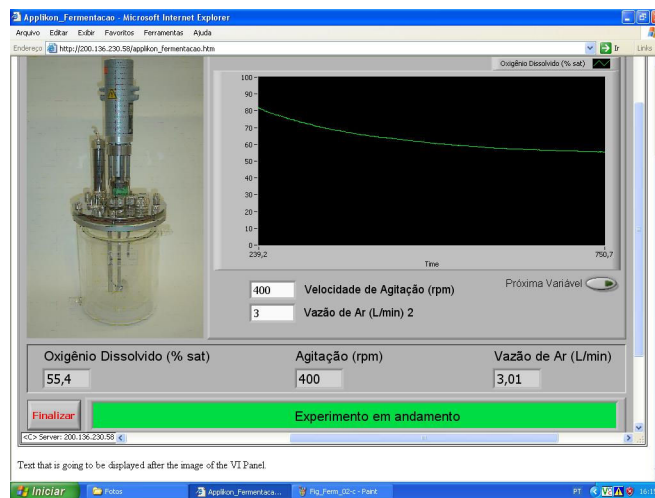 Applikon_Fermentacao - Microsoft Internet Explorer
Arquivo Editar Exibir Favoritos Ferramentas Ajuda
Endereço http://200.136.230.58/applikon_fermentacao.htm Ir Links
Oxigênio Dissolvido (% sat)
100
90
80
70
60
50
40
30
20
10
0
239,2 750,7
Time
400 Velocidade de Agitação (rpm) Próxima Variável
3 Vazão de Ar (L/min) 2
Oxigênio Dissolvido (% sat) Agitação (rpm) Vazão de Ar (L/min)
55,4 400 3,01
Finalizar Experimento em andamento
<C> Server: 200.136.230.58
Text that is going to be displayed after the image of the VI Panel.
Iniciar Fotos Applikon_Fermentaca... Fig_Ferm_02-c - Paint PT